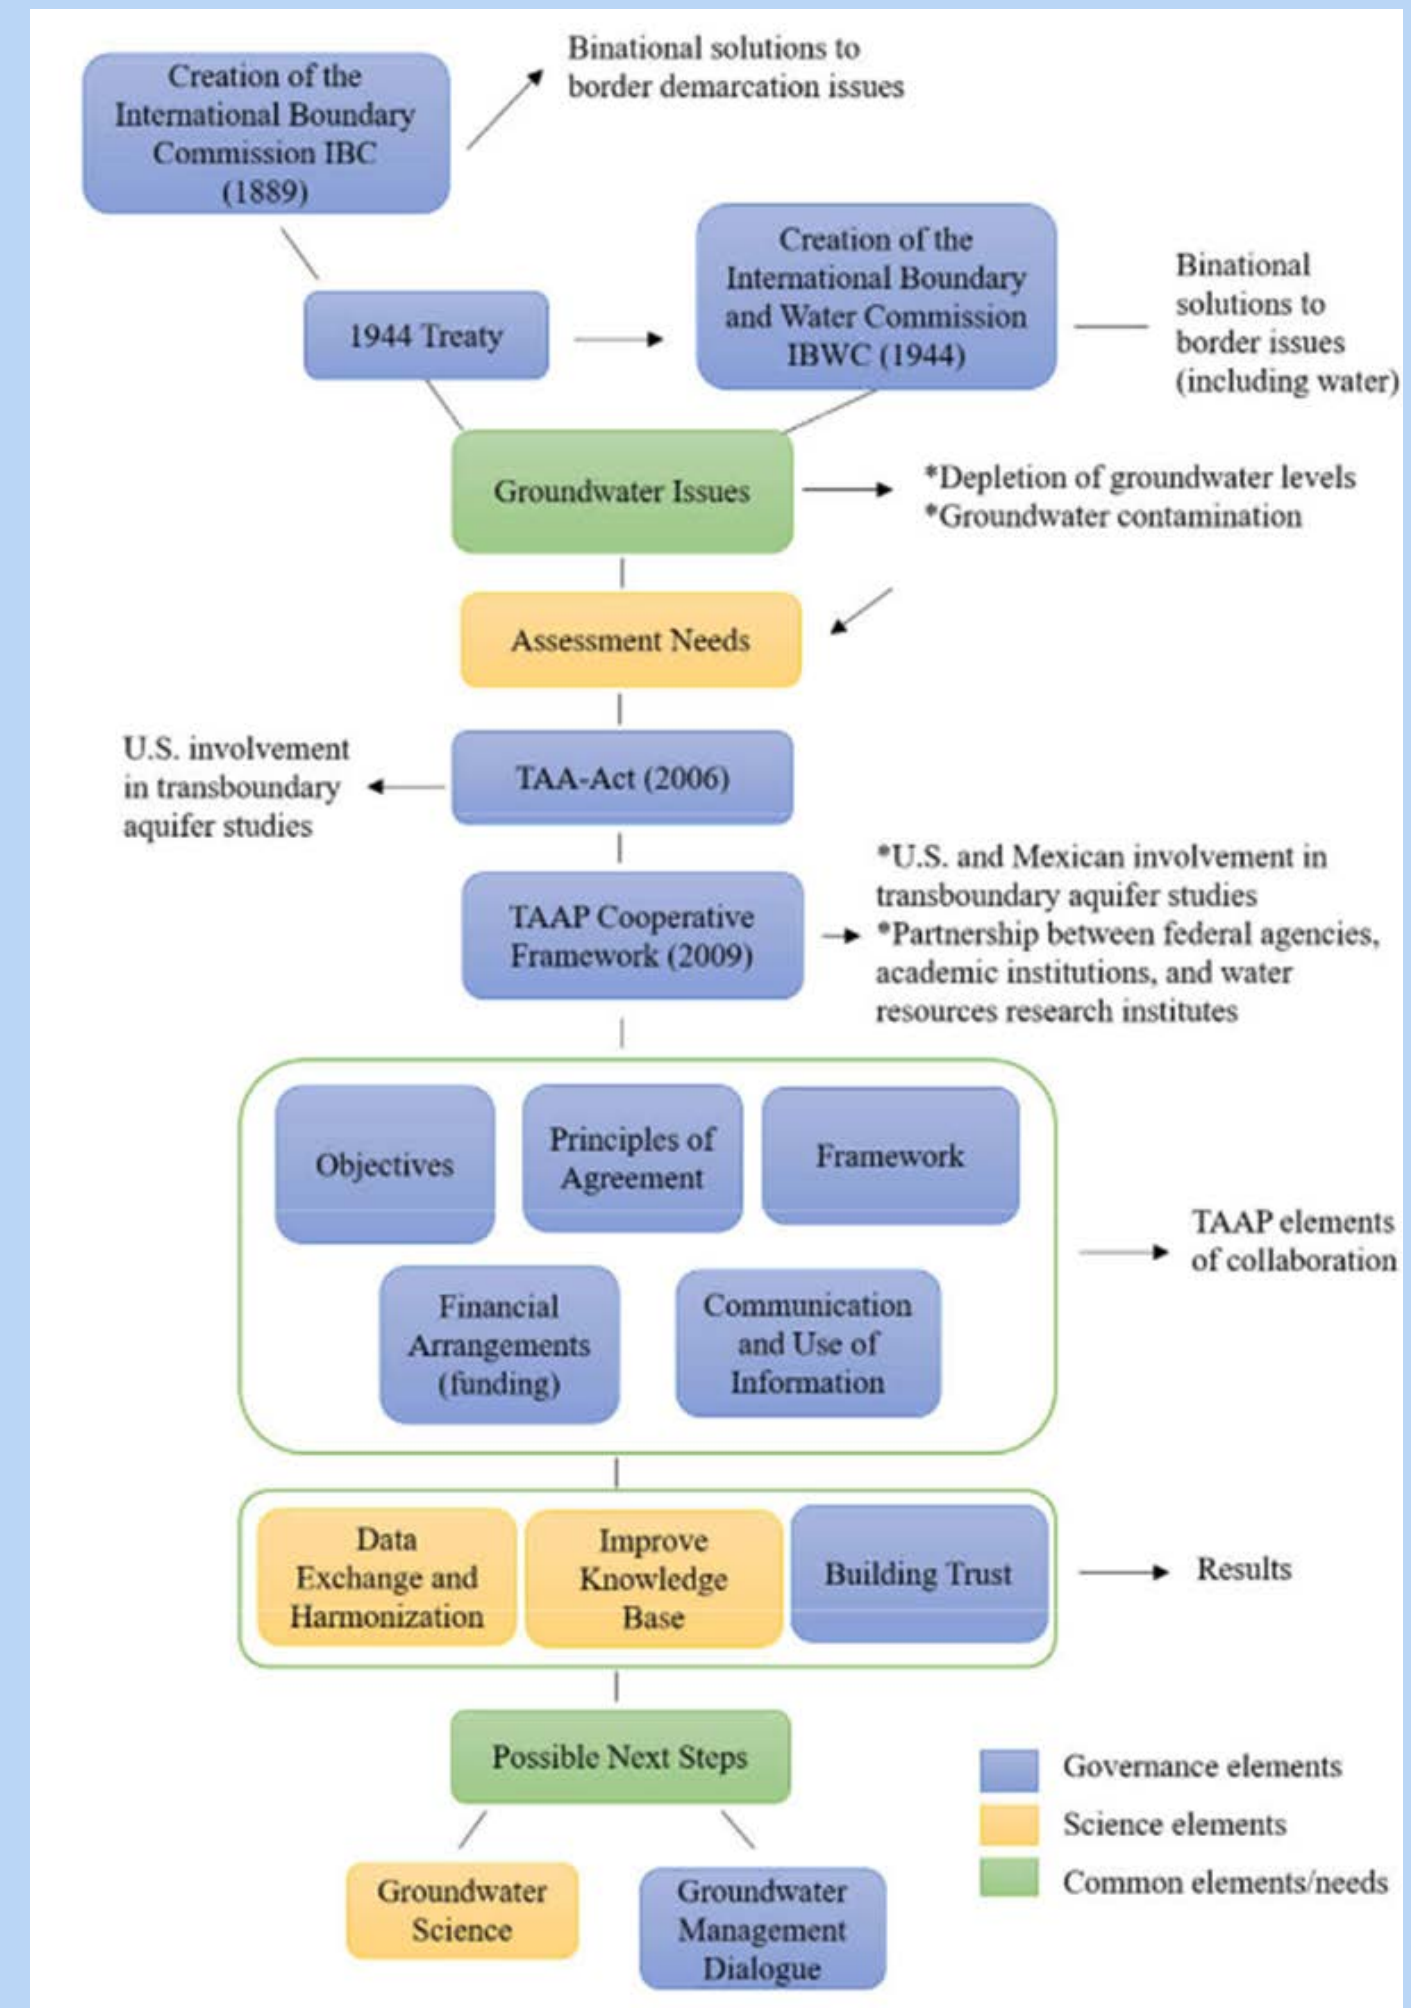 Creation of the
International Boundary
Commission IBC
(1889)
Binational solutions to
border demarcation issues
1944 Treaty
Creation of the
International Boundary
and Water Commission
IBWC (1944)
Binational
solutions to
border issues
(including water)
Groundwater Issues
*Depletion of groundwater levels
*Groundwater contamination
Assessment Needs
U.S. involvement
in transboundary
aquifer studies
TAA-Act (2006)
TAAP Cooperative
Framework (2009)
*U.S. and Mexican involvement in
transboundary aquifer studies
*Partnership between federal agencies,
academic institutions, and water
resources research institutes
Objectives
Principles of
Agreement
Framework
Financial
Arrangements
(funding)
Communication
and Use of
Information
TAAP elements
of collaboration
Data
Exchange and
Harmonization
Improve
Knowledge
Base
Building Trust
Results
Possible Next Steps
Groundwater
Science
Groundwater
Management
Dialogue
Governance elements
Science elements
Common elements/needs